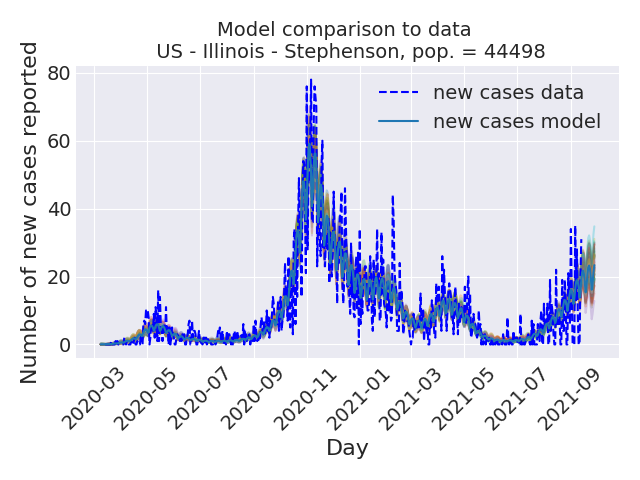 Model comparison to data
US - Illinois - Stephenson, pop. = 44498
Number of new cases reported
80
60
40
20
0
new cases data
new cases model
2020-03
2020-05
2020-07
2020-09
2020-11
2021-01
2021-03
2021-05
2021-07
2021-09
Day